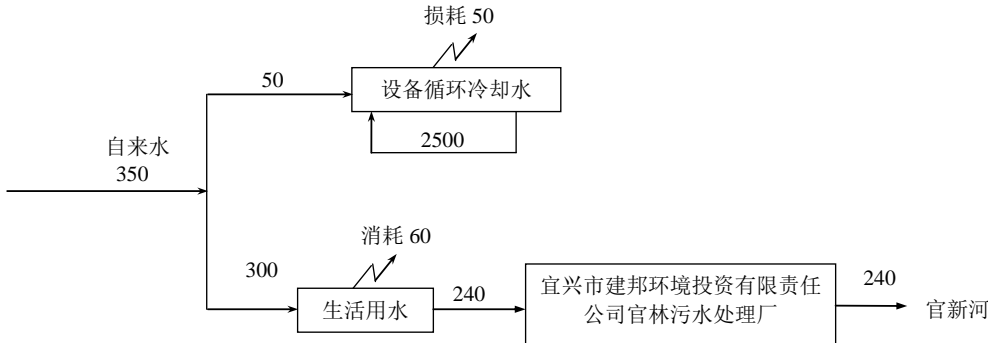 损耗 50
50
设备循环冷却水
2500
自来水
350
消耗 60
300
生活用水
240
宜兴市建邦环境投资有限责任
公司官林污水处理厂
240
官新河